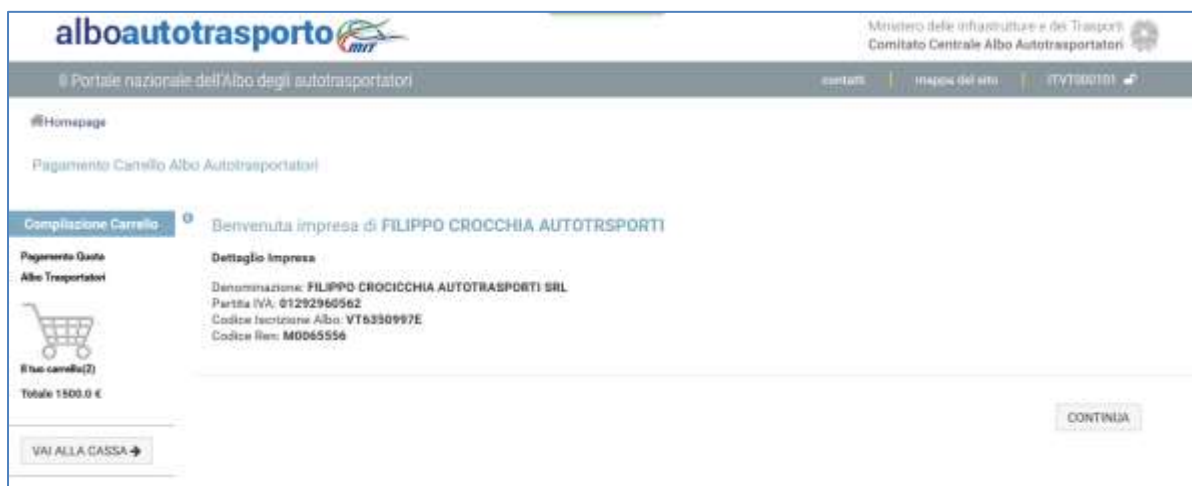 alboautotrasporto
MIT
Ministero delle Infrastrutture e dei Trasporti
Comitato Centrale Albo Autotrasportatori
Il Portale nazionale dell'Albo degli autotrasportatori
contatti | mappa del sito | ITVT000101
Homepage
Pagamento Carrello Albo Autotrasportatori
Compilazione Carrello
Benvenuta impresa di FILIPPO CROCCHIA AUTOTRSPORTI
Pagamento Quota
Albo Trasportatori
Dettaglio Impresa
Denominazione: FILIPPO CROCICCHIA AUTOTRASPORTI SRL
Partita IVA: 01292960562
Codice Iscrizione Albo: VT6350997E
Codice Ren: M0065556
Il tuo carrello(2)
Totale 1500.0 €
CONTINUA
VAI ALLA CASSA